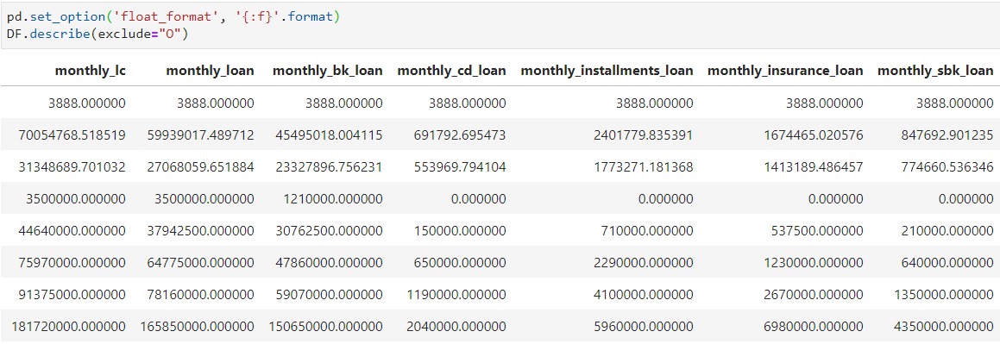 pd.set_option('float_format', '{:f}'.format)
DF.describe(exclude="O")
monthly_lc monthly_loan monthly_bk_loan monthly_cd_loan monthly_installments_loan monthly_insurance_loan monthly_sbk_loan
3888.000000 3888.000000 3888.000000 3888.000000 3888.000000 3888.000000 3888.000000
70054768.518519 59939017.489712 45495018.004115 691792.695473 2401779.835391 1674465.020576 847692.901235
31348689.701032 27068059.651884 23327896.756231 553969.794104 1773271.181368 1413189.486457 774660.536346
3500000.000000 3500000.000000 1210000.000000 0.000000 0.000000 0.000000 0.000000
44640000.000000 37942500.000000 30762500.000000 150000.000000 710000.000000 537500.000000 210000.000000
75970000.000000 64775000.000000 47860000.000000 650000.000000 2290000.000000 1230000.000000 640000.000000
91375000.000000 78160000.000000 59070000.000000 1190000.000000 4100000.000000 2670000.000000 1350000.000000
181720000.000000 165850000.000000 150650000.000000 2040000.000000 5960000.000000 6980000.000000 4350000.000000